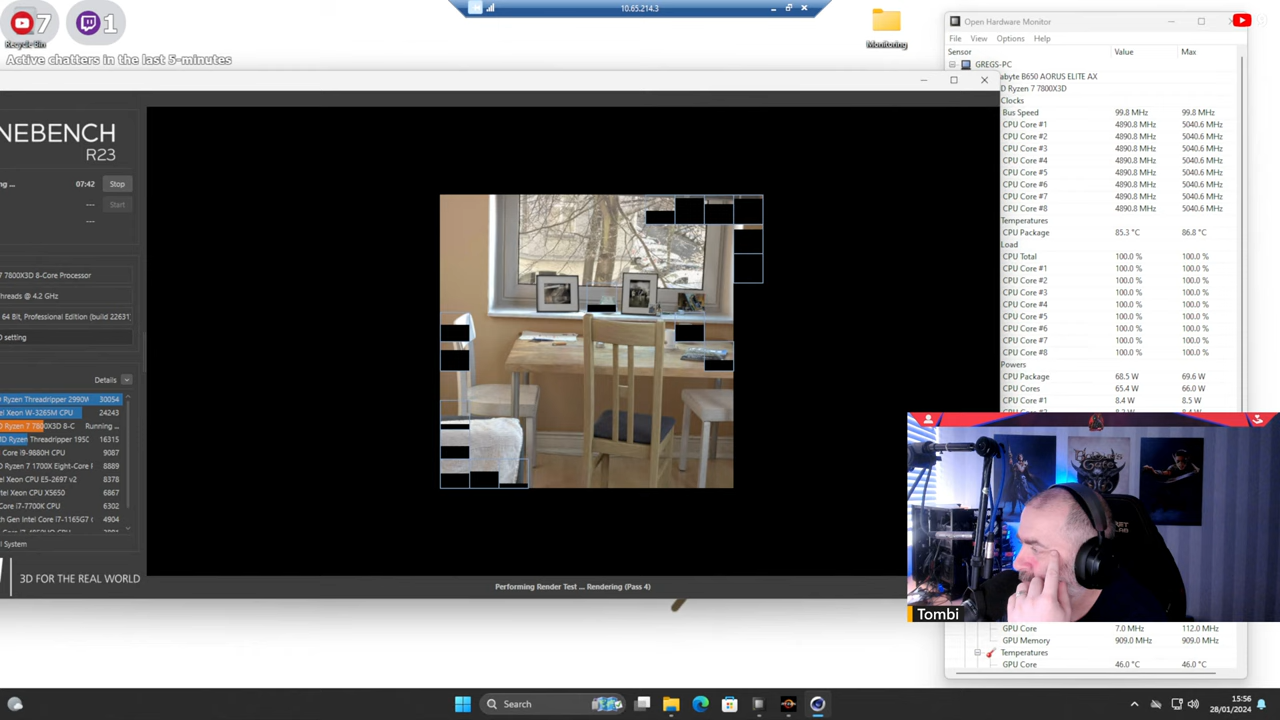 7
1
Recycle Bin
Active chatters in the last 5-minutes
10.65.214.3
Monitoring
Open Hardware Monitor
File View Options Help
Sensor Value Max
GREGS-PC
abyte B650 AORUS ELITE AX
D Ryzen 7 7800X3D
Clocks
Bus Speed 99.8 MHz 99.8 MHz
CPU Core #1 4890.8 MHz 5040.6 MHz
CPU Core #2 4890.8 MHz 5040.6 MHz
CPU Core #3 4890.8 MHz 5040.6 MHz
CPU Core #4 4890.8 MHz 5040.6 MHz
CPU Core #5 4890.8 MHz 5040.6 MHz
CPU Core #6 4890.8 MHz 5040.6 MHz
CPU Core #7 4890.8 MHz 5040.6 MHz
CPU Core #8 4890.8 MHz 5040.6 MHz
Temperatures
CPU Package 85.3 °C 86.8 °C
Load
CPU Total 100.0 % 100.0 %
CPU Core #1 100.0 % 100.0 %
CPU Core #2 100.0 % 100.0 %
CPU Core #3 100.0 % 100.0 %
CPU Core #4 100.0 % 100.0 %
CPU Core #5 100.0 % 100.0 %
CPU Core #6 100.0 % 100.0 %
CPU Core #7 100.0 % 100.0 %
CPU Core #8 100.0 % 100.0 %
Powers
CPU Package 68.5 W 69.6 W
CPU Cores 65.4 W 66.0 W
CPU Core #1 8.4 W 8.5 W
GPU Core 7.0 MHz 112.0 MHz
GPU Memory 909.0 MHz 909.0 MHz
Temperatures
GPU Core 46.0 °C 46.0 °C
NEBENCH
R23
ng ... 07:42 Stop
--- Start
---
7 7800X3D 8-Core Processor
hreads @ 4.2 GHz
64 Bit, Professional Edition (build 22631)
D setting
Details
D Ryzen Threadripper 2990W 30054
el Xeon W-3265M CPU 24243
D Ryzen 7 7800X3D 8-C Running ...
MD Ryzen Threadripper 1950 16315
Core i9-9880H CPU 9087
Ryzen 7 1700X Eight-Core P 8889
tel Xeon CPU E5-2697 v2 8378
el Xeon CPU X5650 6867
ore i7-7700K CPU 6302
th Gen Intel Core i7-1165G7 4904
l System
3D FOR THE REAL WORLD
Performing Render Test ... Rendering (Pass 4)
Tombi
Search
15:56
28/01/2024